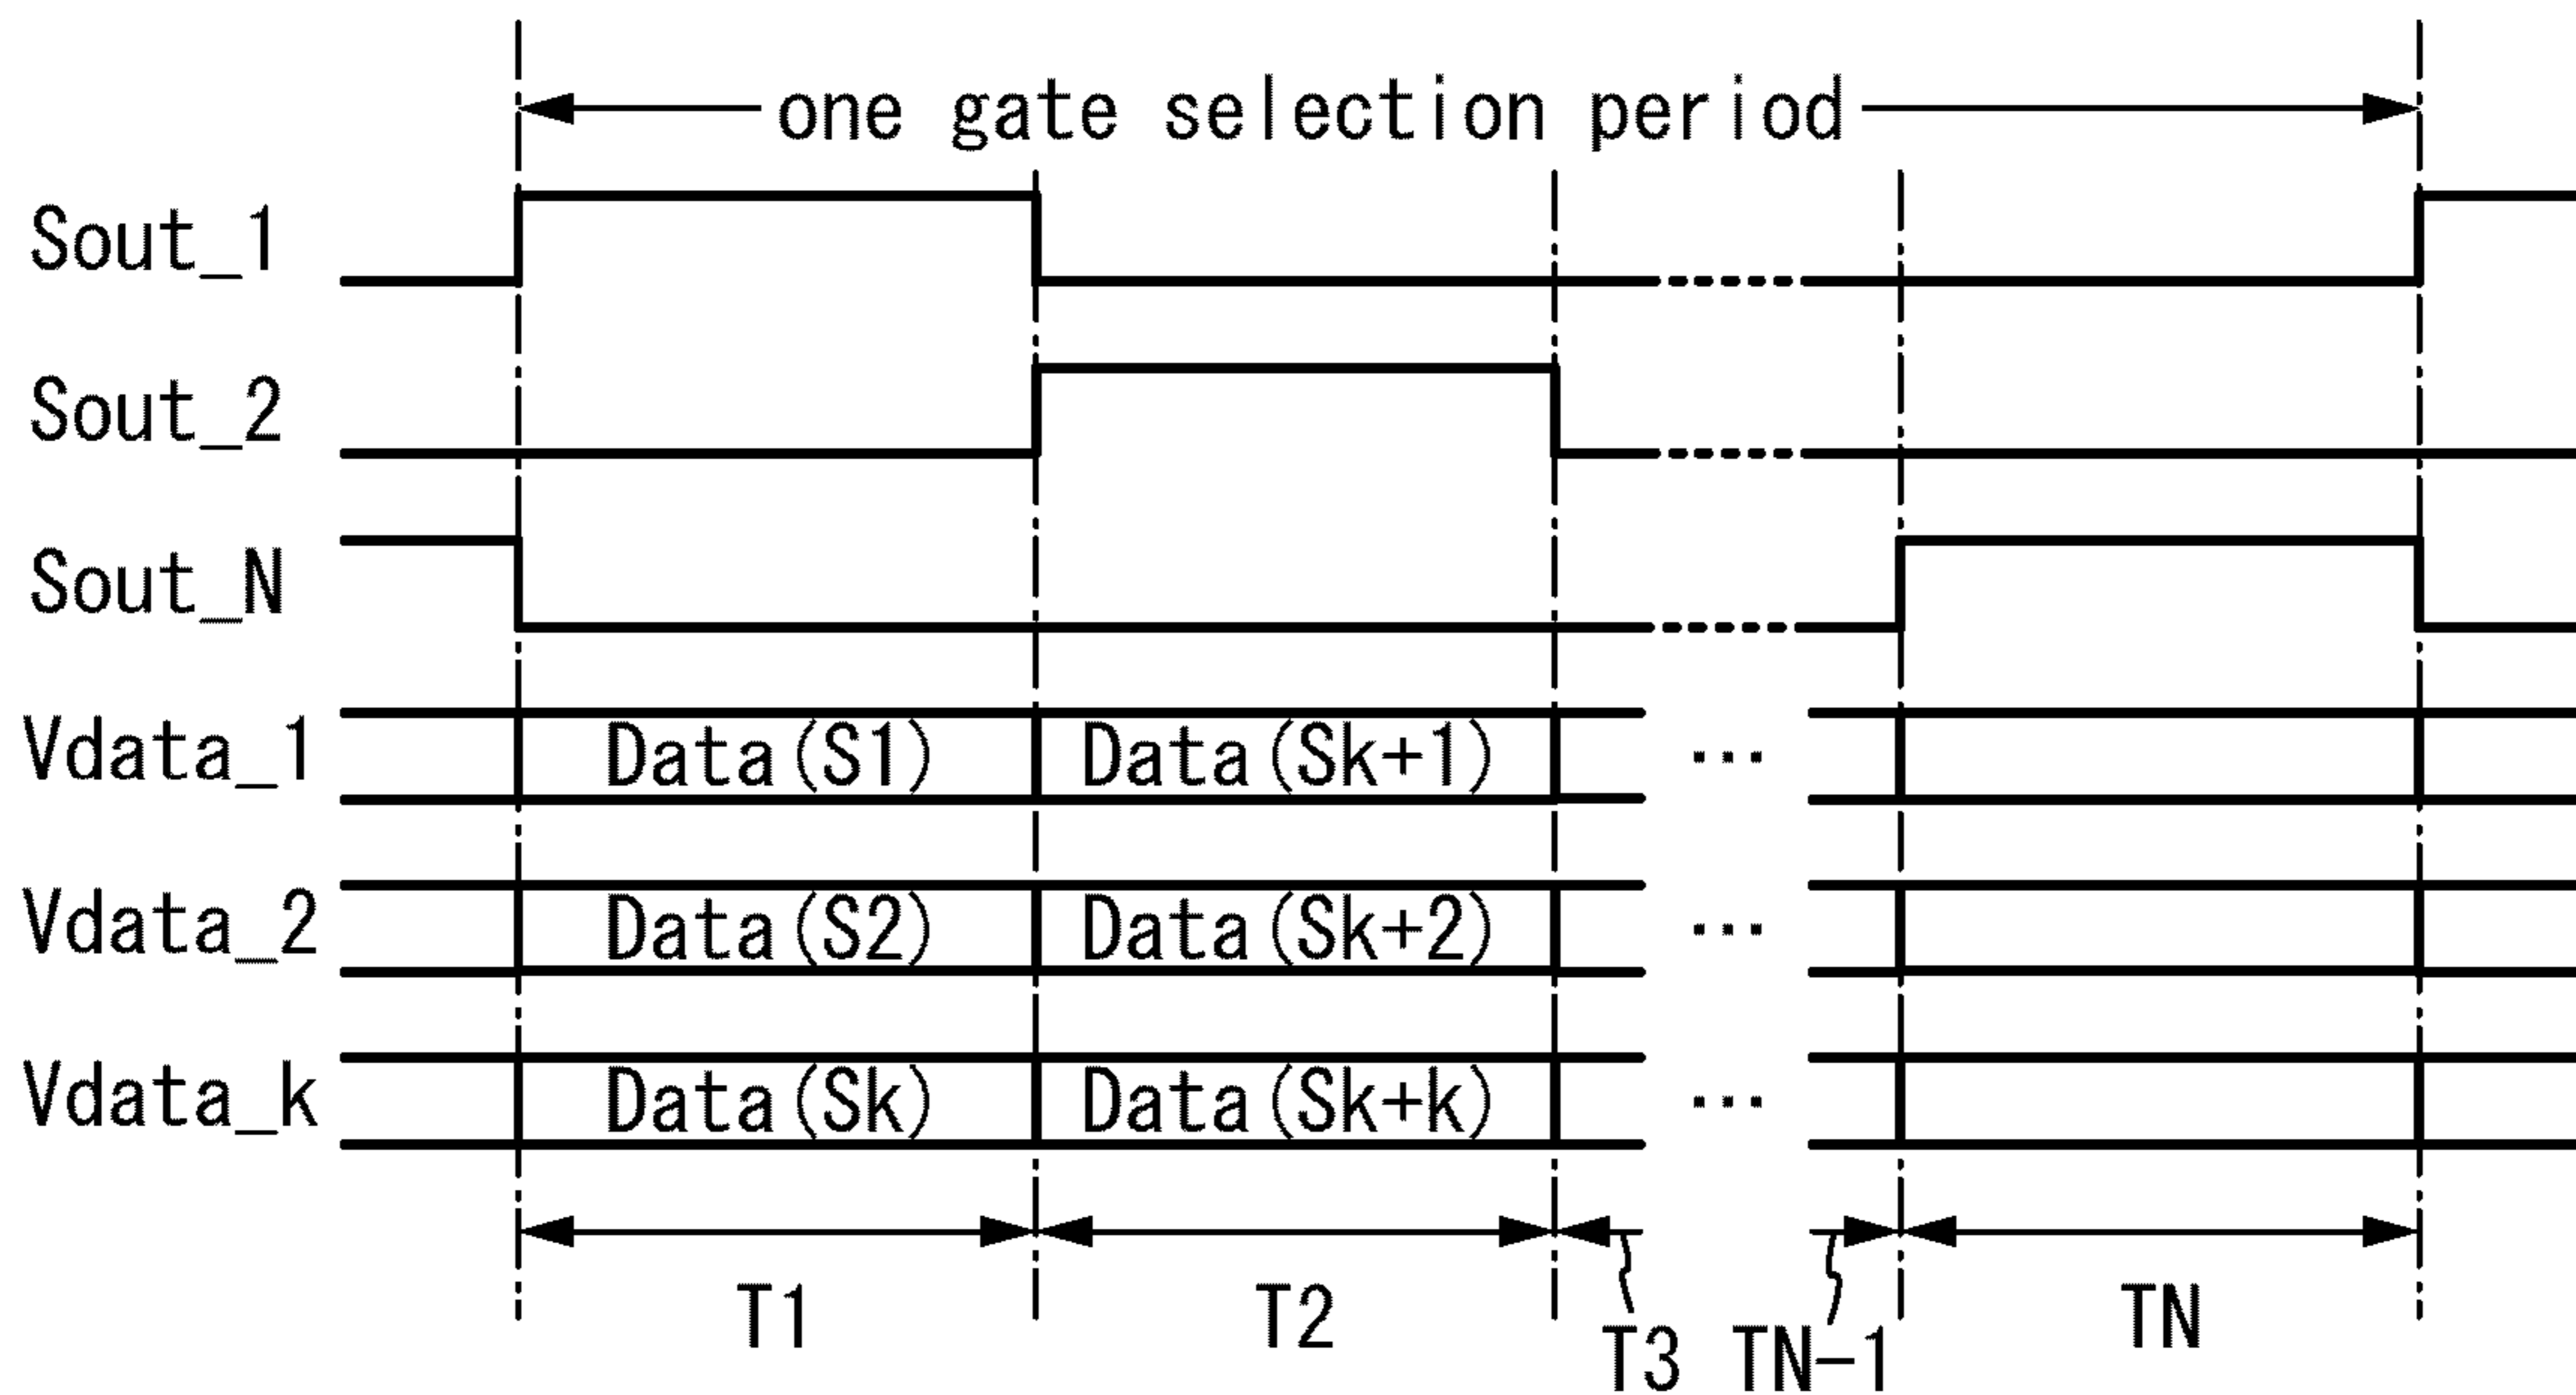 one gate selection period
Sout_1
Sout_2
Sout_N
Vdata_1 Data(S1) Data(Sk+1) ...
Vdata_2 Data(S2) Data(Sk+2) ...
Vdata_k Data(Sk) Data(Sk+k) ...
T1 T2 T3 TN-1 TN